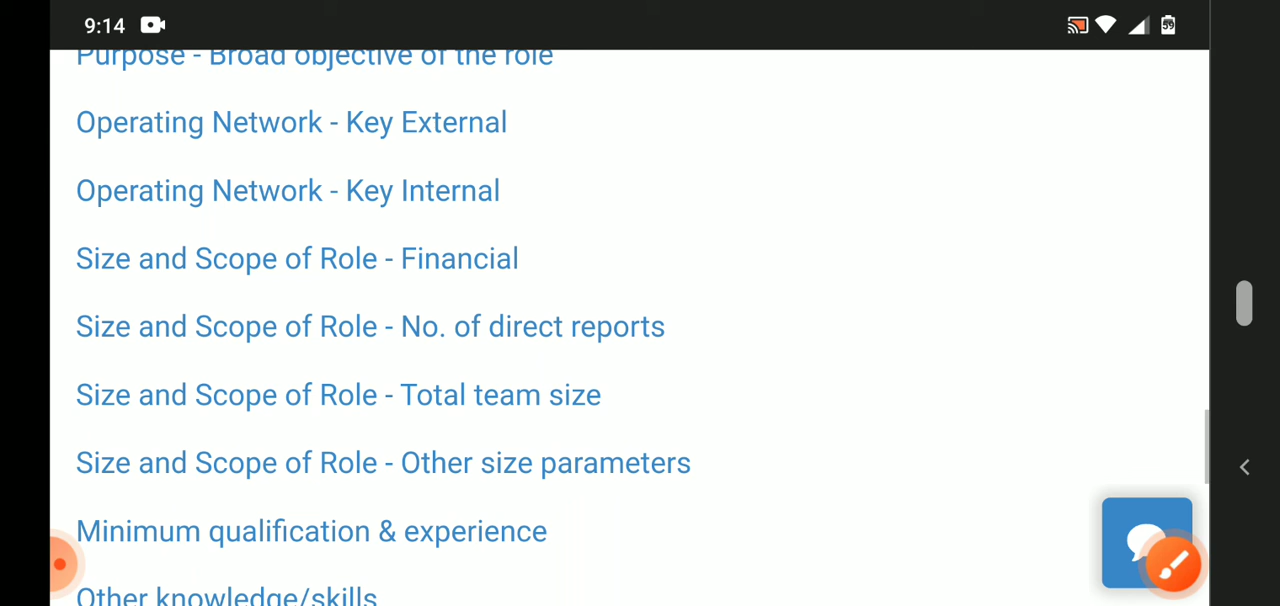 9:14
59
Purpose - Broad objective of the role
Operating Network - Key External
Operating Network - Key Internal
Size and Scope of Role - Financial
Size and Scope of Role - No. of direct reports
Size and Scope of Role - Total team size
Size and Scope of Role - Other size parameters
Minimum qualification & experience
Other knowledge/skills